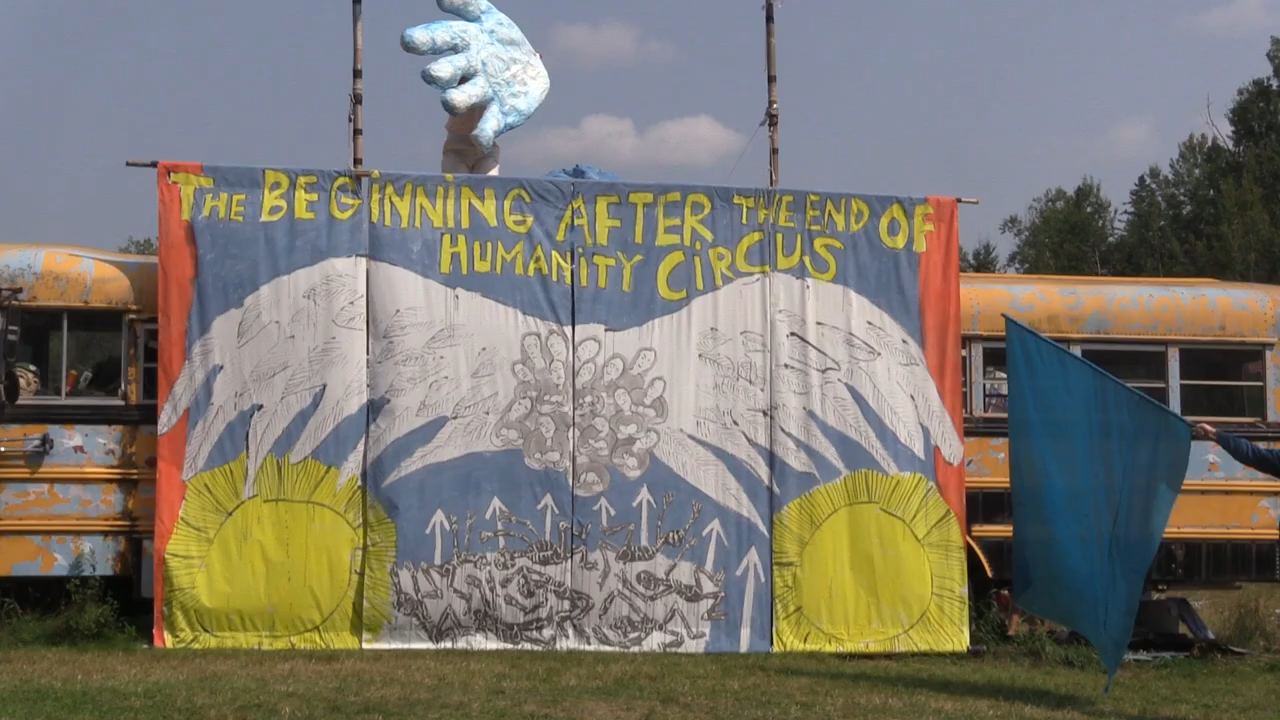 THE BEGINNING AFTER THE END OF
HUMANITY CIRCUS